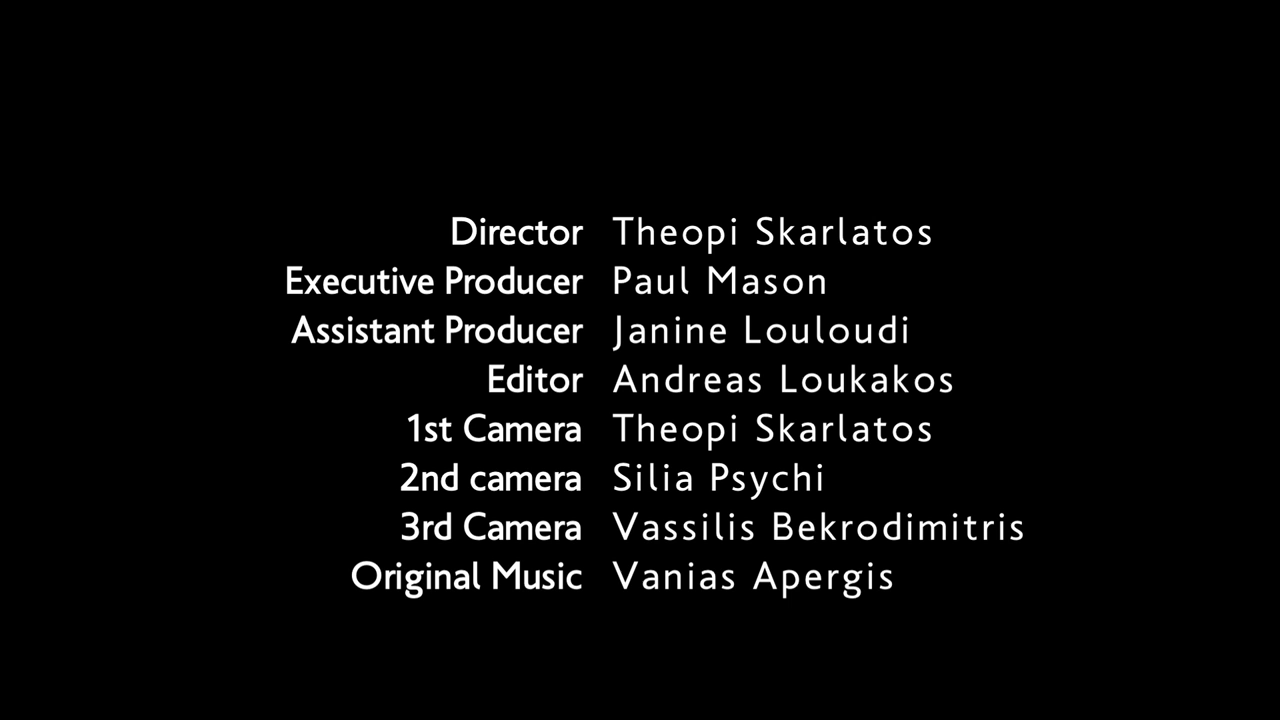 Director Theopi Skarlatos
Executive Producer Paul Mason
Assistant Producer Janine Louloudi
Editor Andreas Loukakos
1st Camera Theopi Skarlatos
2nd camera Silia Psychi
3rd Camera Vassilis Bekrodimitris
Original Music Vanias Apergis